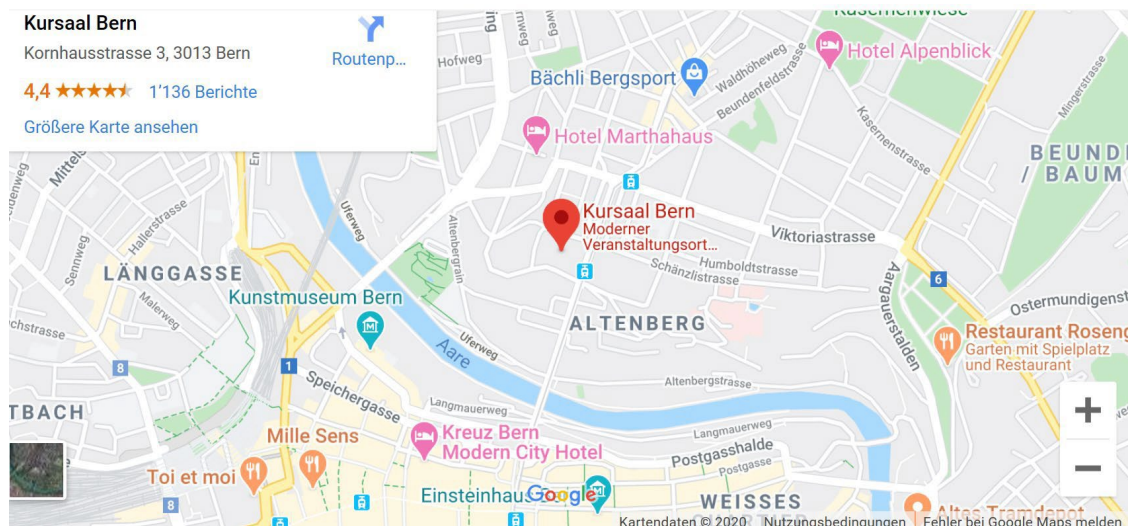 Kursaal Bern
Kornhausstrasse 3, 3013 Bern
4,4
1'136 Berichte
Größere Karte ansehen
Routenp...
Hofweg
Kasernenwiese
Hotel Alpenblick
Bächli Bergsport
Waldhöheweg
Beundenfeldstrasse
Mingerstrasse
Hotel Marthahaus
Kasernenstrasse
BEUNDE
/ BAUM
Hallerstrasse
Sennweg
Malerweg
LÄNGGASSE
Uferweg
Altenbergrain
Kursaal Bern
Moderner
Veranstaltungsort...
Viktoriastrasse
Humboldtstrasse
Schänzlistrasse
Aargauerstalden
6
Ostermundigenst
Kunstmuseum Bern
Uferweg
Aare
ALTENBERG
Restaurant Roseng
Garten mit Spielplatz
und Restaurant
8
1
Speichergasse
Altenbergstrasse
Langmauerweg
Langmauerweg
TBACH
Mille Sens
Kreuz Bern
Modern City Hotel
Postgasshalde
Postgasse
Toi et moi
8
Einsteinhaus
Google
WEISSES
Altes Tramdepot
Kartendaten © 2020
Nutzungsbedingungen
Fehler bei Google Maps melden